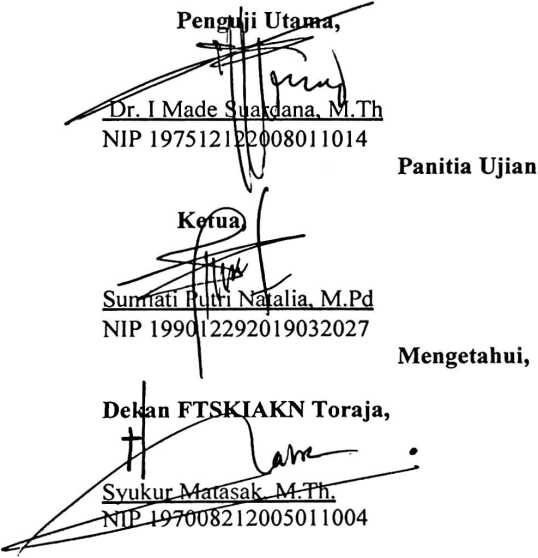 Penguji Utama,
Dr. I Made Suardana, M.Th
NIP 197512122008011014
Panitia Ujian
Ketua,
Sunnati Putri Natalia, M.Pd
NIP 199012292019032027
Mengetahui,
Dekan FTSKIAKN Toraja,
Syukur Matasak, M.Th.
NIP 197008212005011004